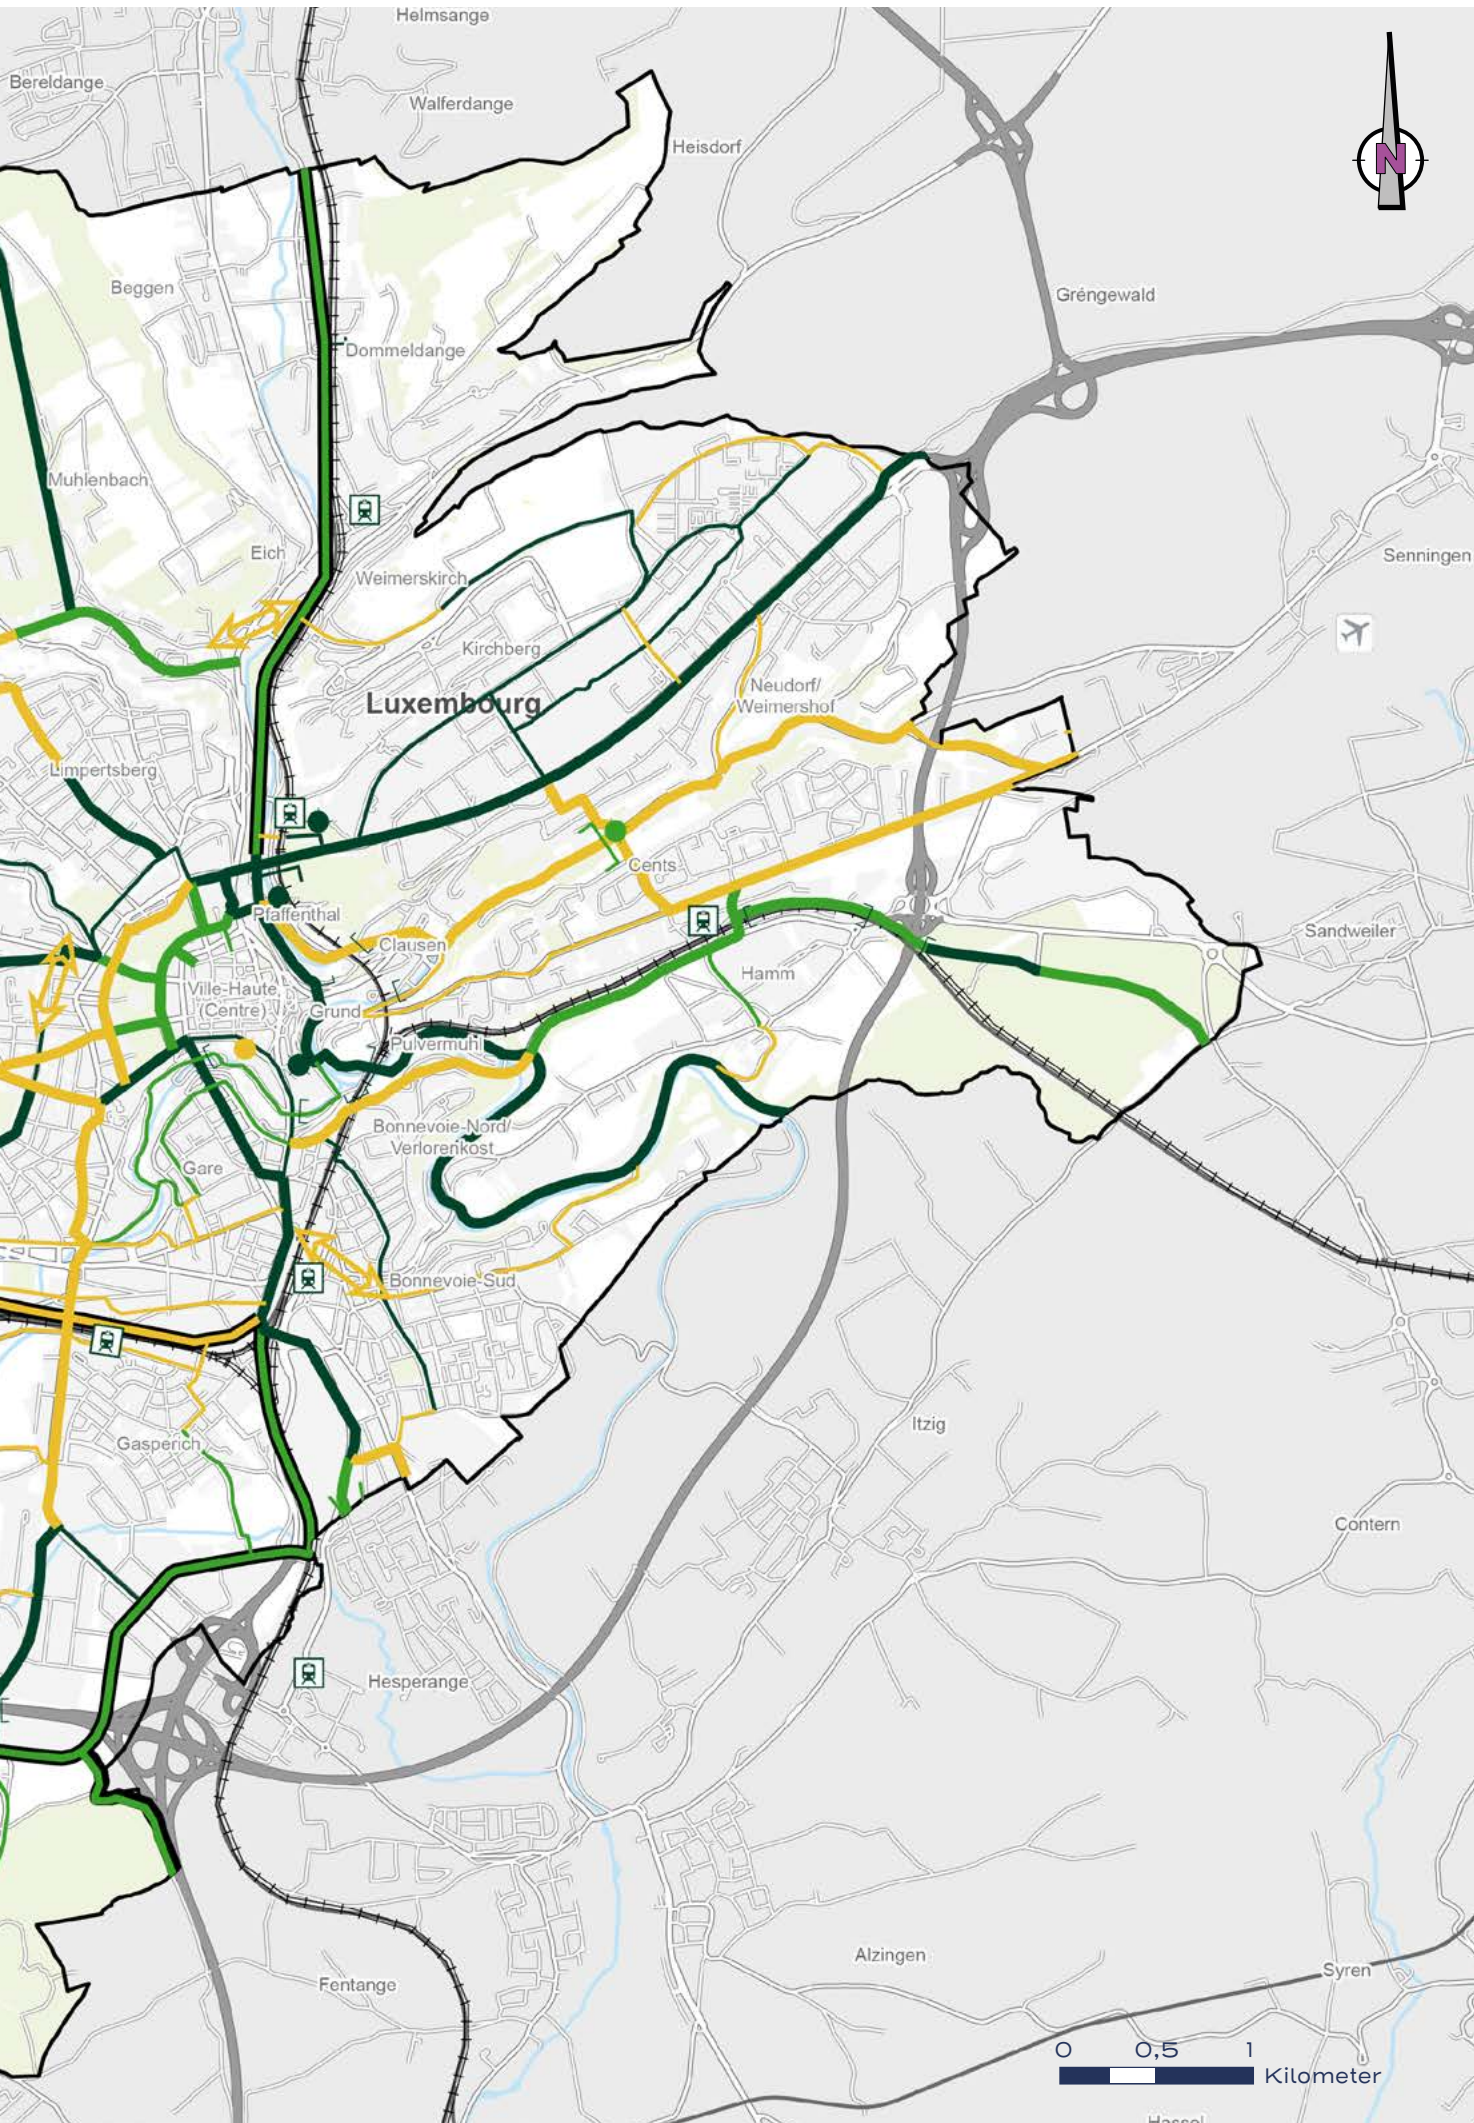 Helmsange
Bereldange
Walferdange
Heisdorf
N
Beggen
Gréngewald
Dommeldange
Muhlenbach
Eich
Senningen
Weimerskirch
Kirchberg
Neudorf/
Weimershof
Luxembourg
Limpertsberg
Cents
Pfaffenthal
Sandweiler
Clausen
Hamm
Ville-Haute
(Centre)
Grund
Pulvermuhl
Bonnevoie-Nord/
Verlorenkost
Gare
Bonnevoie-Sud
Itzig
Gasperich
Contern
Hesperange
Alzingen
Syren
Fentange
0 0,5 1
Kilometer